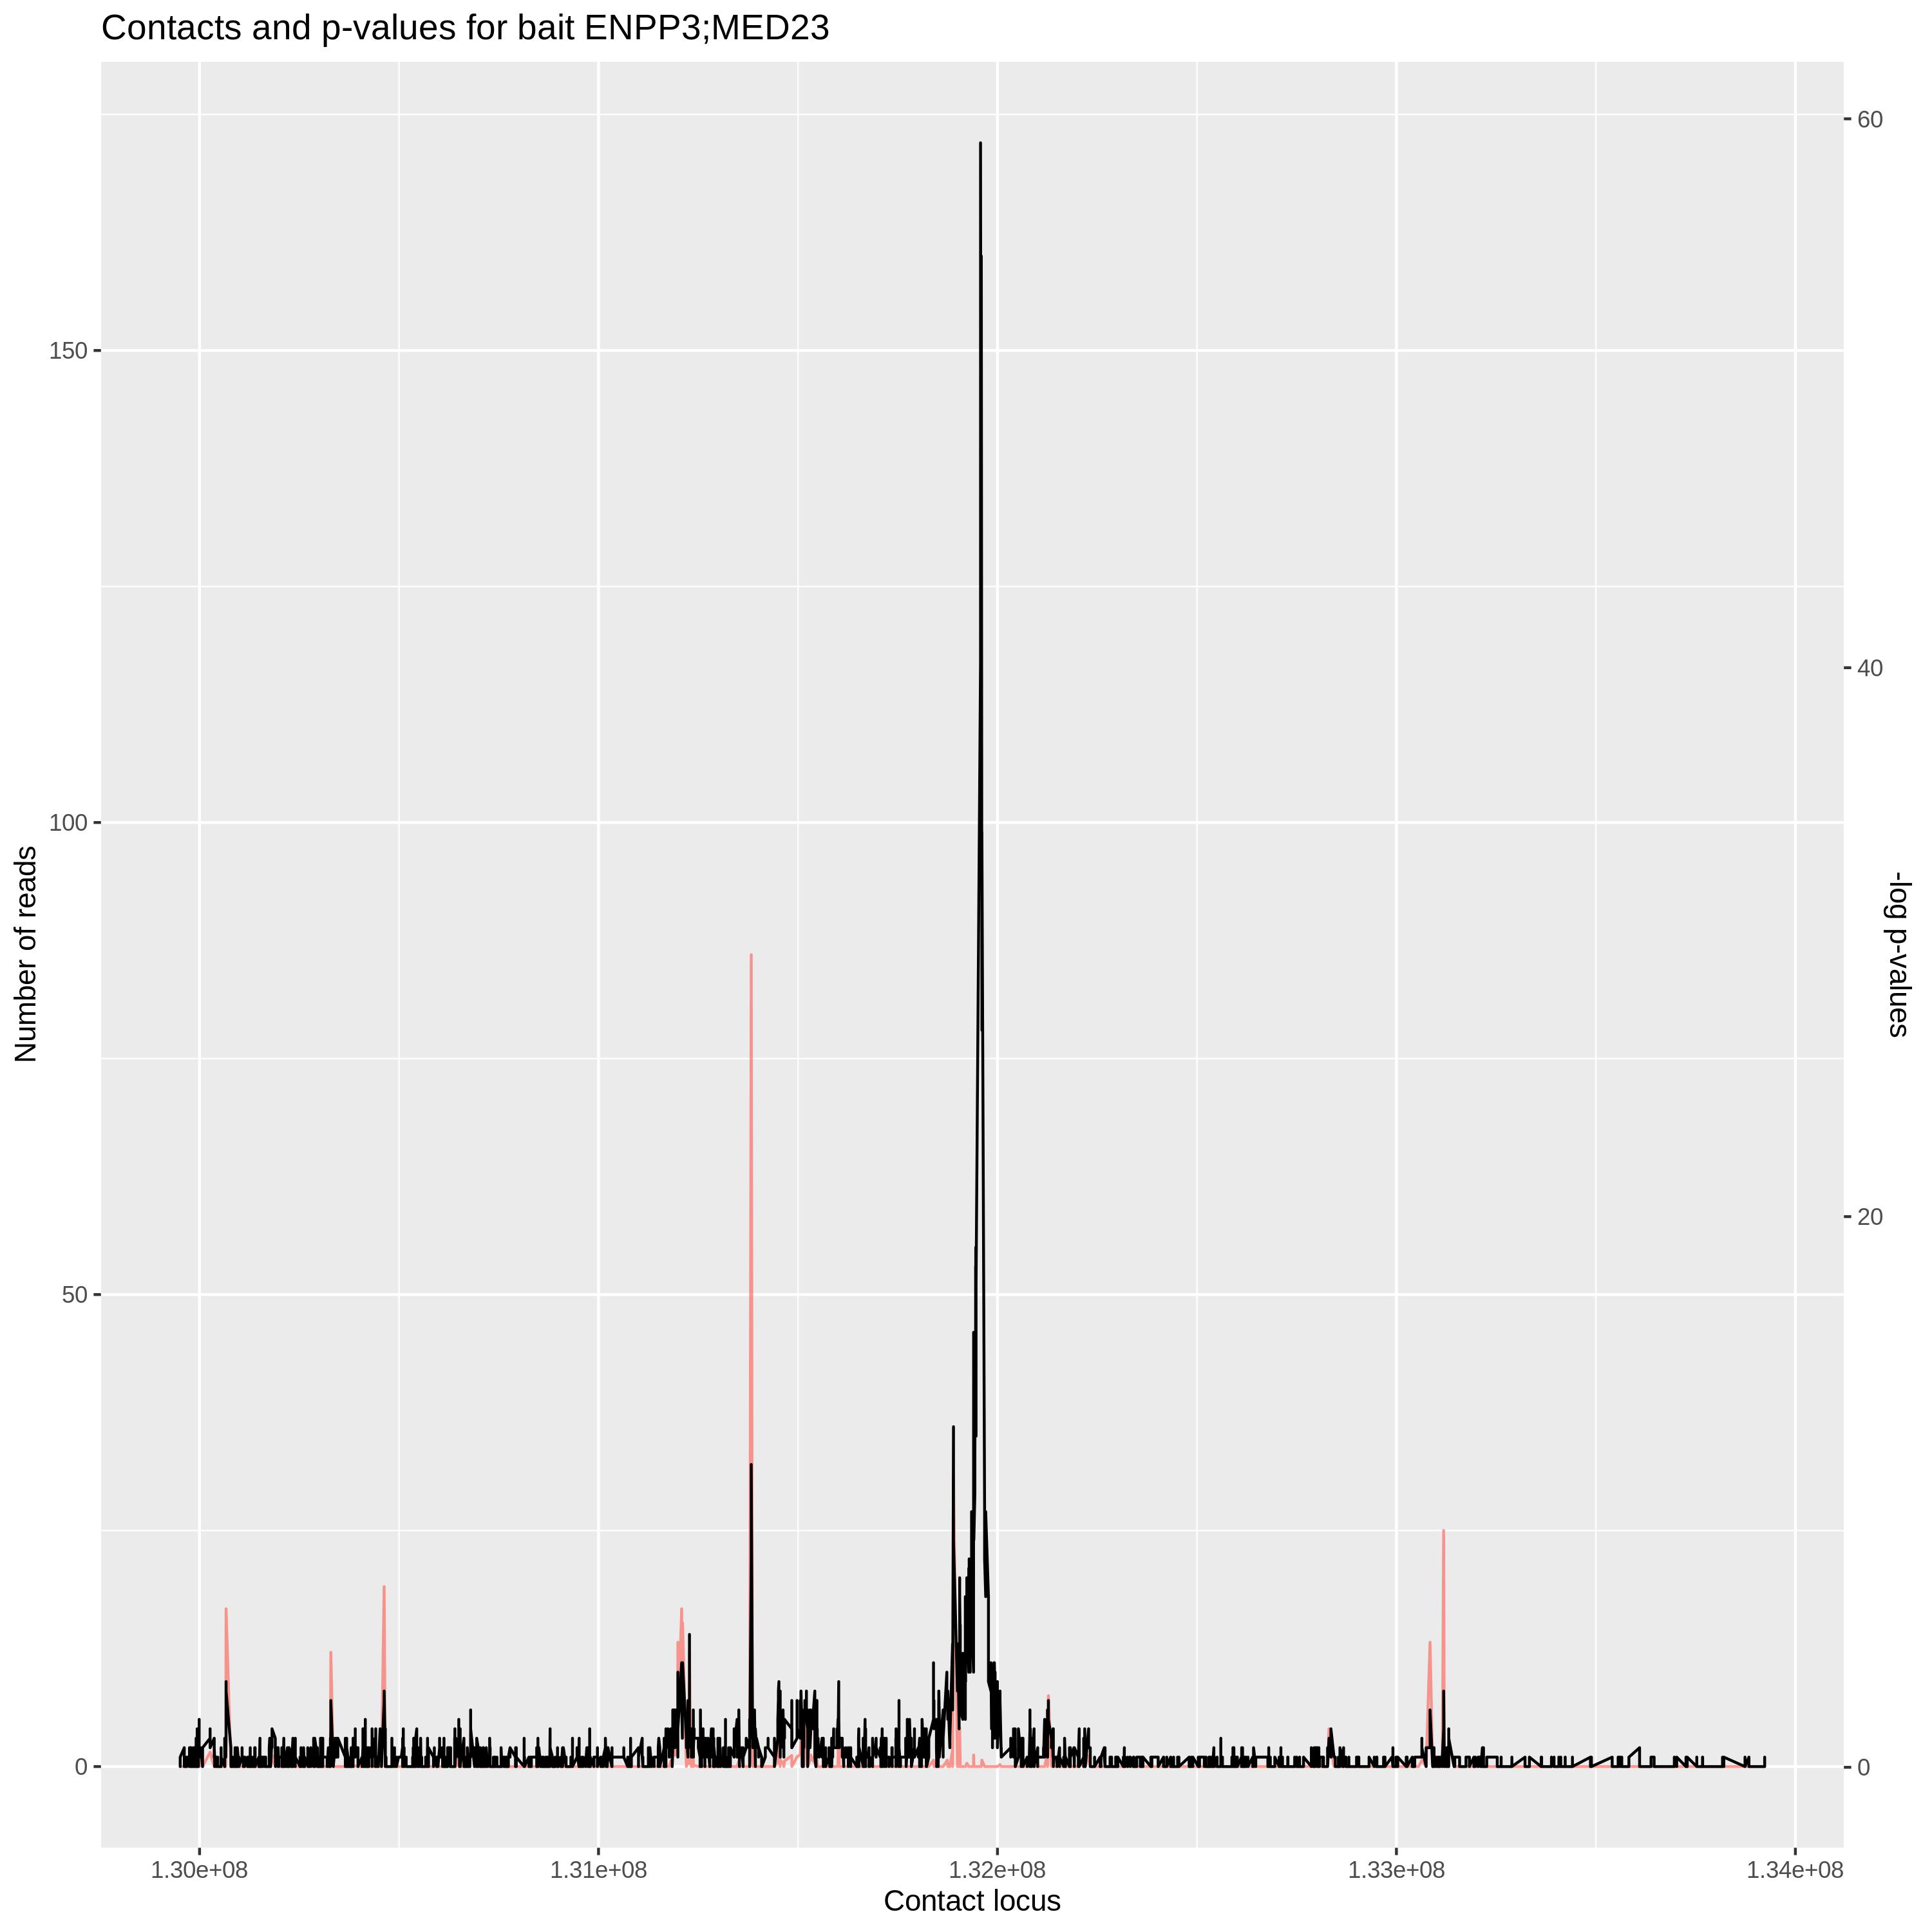 Contacts and p-values for bait ENPP3;MED23
Number of reads
150
100
50
0
60
40
20
0
-log p-values
1.30e+08
1.31e+08
1.32e+08
1.33e+08
1.34e+08
Contact locus